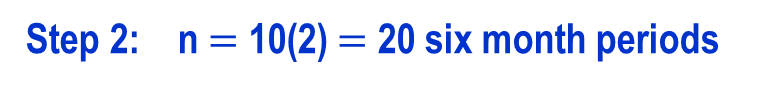 Step 2: n = 10(2) = 20 six month periods